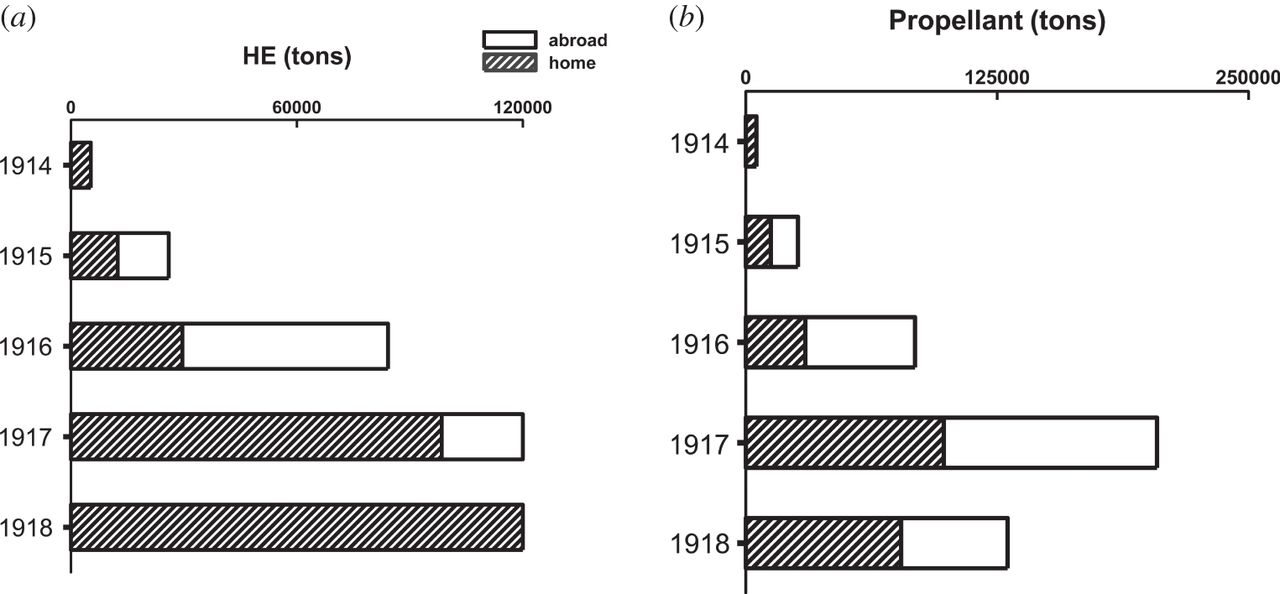 (a)
HE (tons)
abroad
home
0 60000 120000
1914
1915
1916
1917
1918
(b)
Propellant (tons)
0 125000 250000
1914
1915
1916
1917
1918